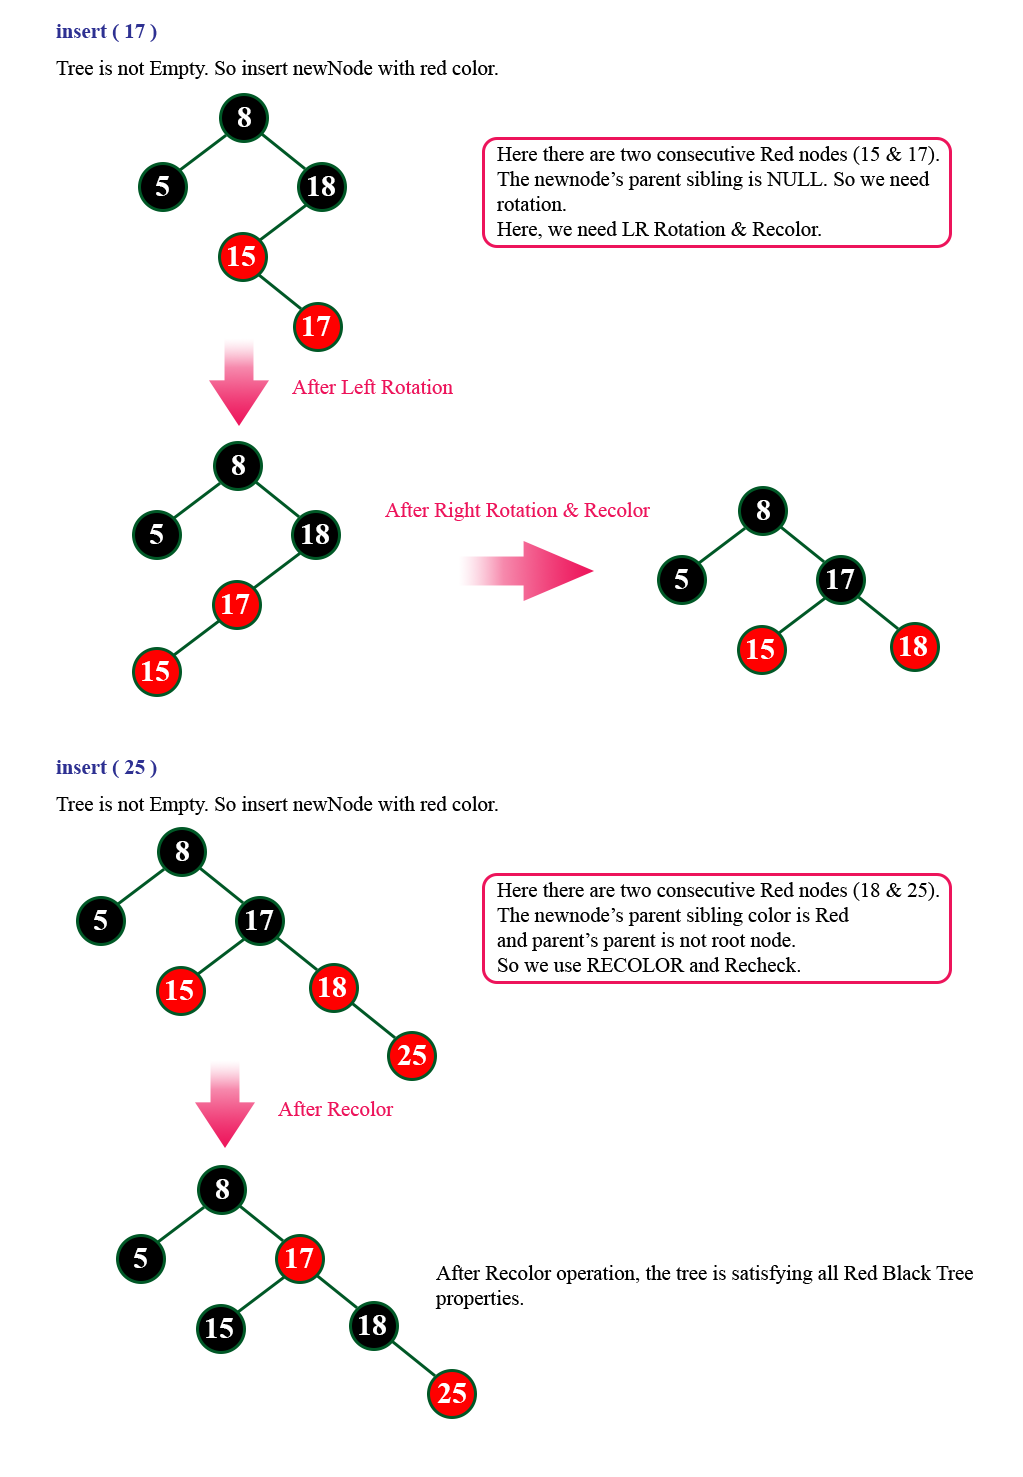 insert ( 17 )
Tree is not Empty. So insert newNode with red color.
8
5
18
15
17
Here there are two consecutive Red nodes (15 & 17).
The newnode’s parent sibling is NULL. So we need
rotation.
Here, we need LR Rotation & Recolor.
After Left Rotation
8
5
18
17
15
After Right Rotation & Recolor
8
5
17
15
18
insert ( 25 )
Tree is not Empty. So insert newNode with red color.
8
5
17
15
18
25
Here there are two consecutive Red nodes (18 & 25).
The newnode’s parent sibling color is Red
and parent’s parent is not root node.
So we use RECOLOR and Recheck.
After Recolor
8
5
17
15
18
25
After Recolor operation, the tree is satisfying all Red Black Tree
properties.